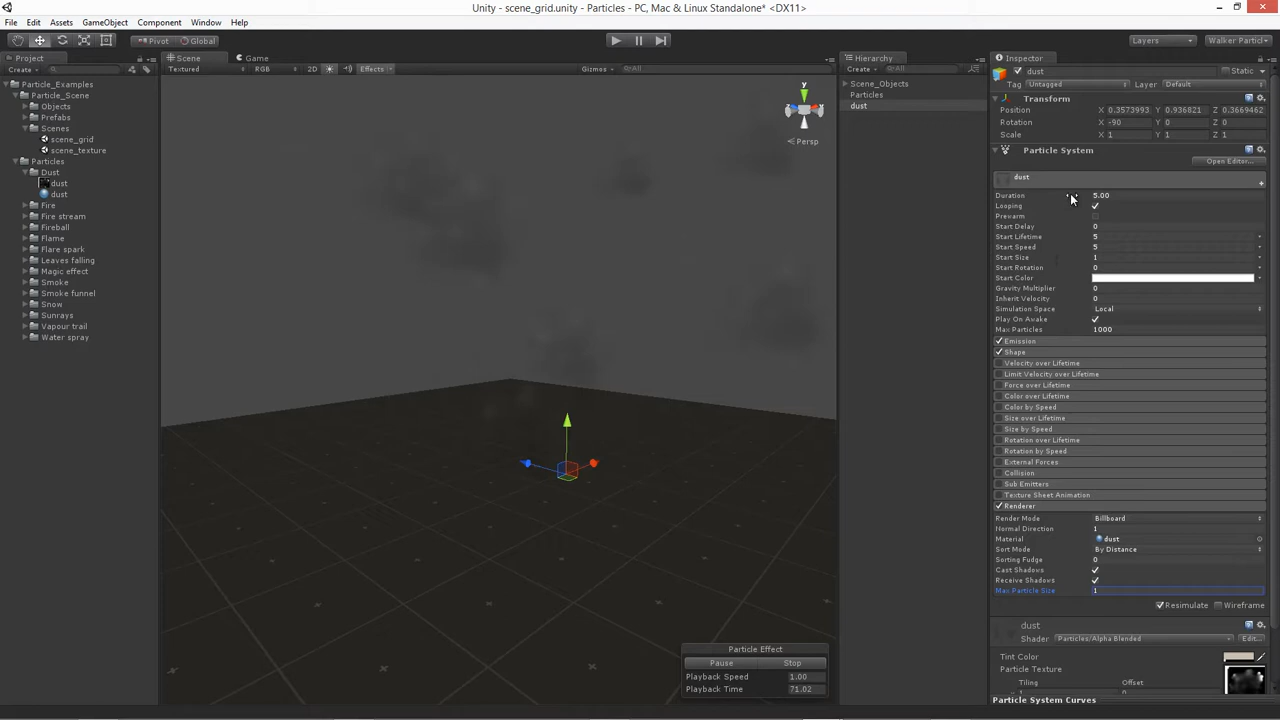 Unity - scene_grid.unity - Particles - PC, Mac & Linux Standalone* <DX11>
File Edit Assets GameObject Component Window Help
Pivot Global Layers Walker Particl
Project Scene Game Hierarchy Inspector
Create Textured RGB 2D Effects Gizmos All Create All
Particle_Examples
Particle_Scene
Objects
Prefabs
Scenes
scene_grid
scene_texture
Particles
Dust
dust
dust
Fire
Fire stream
Fireball
Flame
Flare spark
Leaves falling
Magic effect
Smoke
Smoke funnel
Snow
Sunrays
Vapour trail
Water spray
Persp
Particle Effect
Pause Stop
Playback Speed 1.00
Playback Time 71.02
Scene_Objects
Particles
dust
dust Static
Tag Untagged Layer Default
Transform
Position X 0.3573993 Y 0.936821 Z 0.3669462
Rotation X -90 Y 0 Z 0
Scale X 1 Y 1 Z 1
Particle System
Open Editor...
dust
Duration 5.00
Looping
Prewarm
Start Delay 0
Start Lifetime 5
Start Speed 5
Start Size 1
Start Rotation 0
Start Color
Gravity Multiplier 0
Inherit Velocity 0
Simulation Space Local
Play On Awake
Max Particles 1000
Emission
Shape
Velocity over Lifetime
Limit Velocity over Lifetime
Force over Lifetime
Color over Lifetime
Color by Speed
Size over Lifetime
Size by Speed
Rotation over Lifetime
Rotation by Speed
External Forces
Collision
Sub Emitters
Texture Sheet Animation
Renderer
Render Mode Billboard
Normal Direction 1
Material dust
Sort Mode By Distance
Sorting Fudge 0
Cast Shadows
Receive Shadows
Max Particle Size 1
Resimulate Wireframe
dust
Shader Particles/Alpha Blended Edit...
Tint Color
Particle Texture
Tiling Offset
Particle System Curves